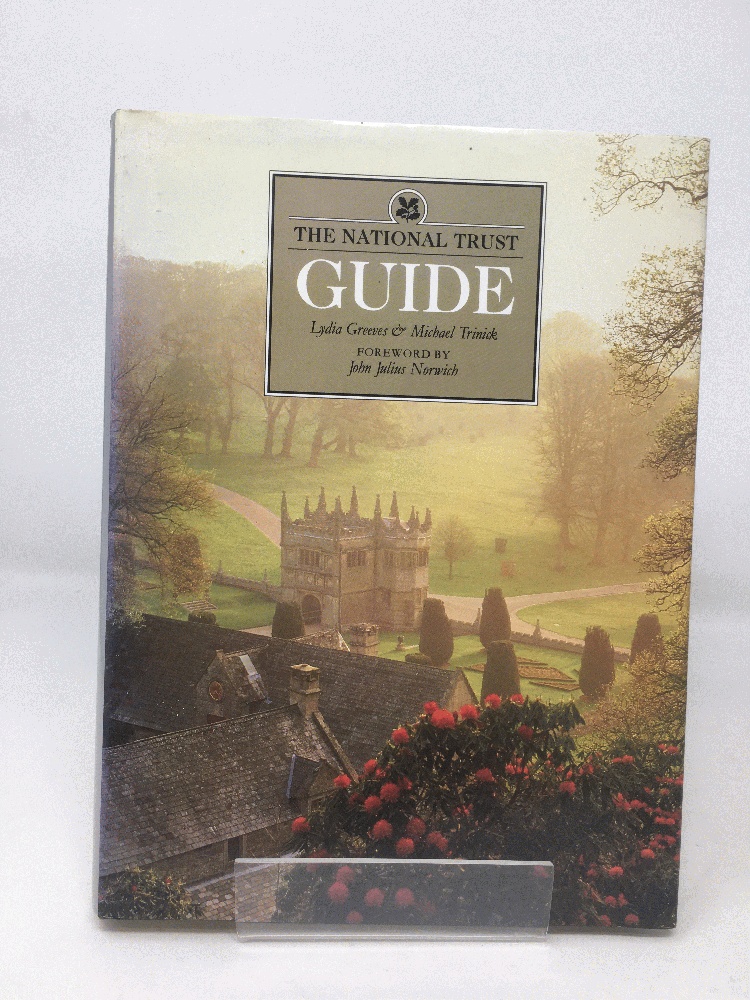 THE NATIONAL TRUST
GUIDE
Lydia Greeves & Michael Trinick
FOREWORD BY
John Julius Norwich